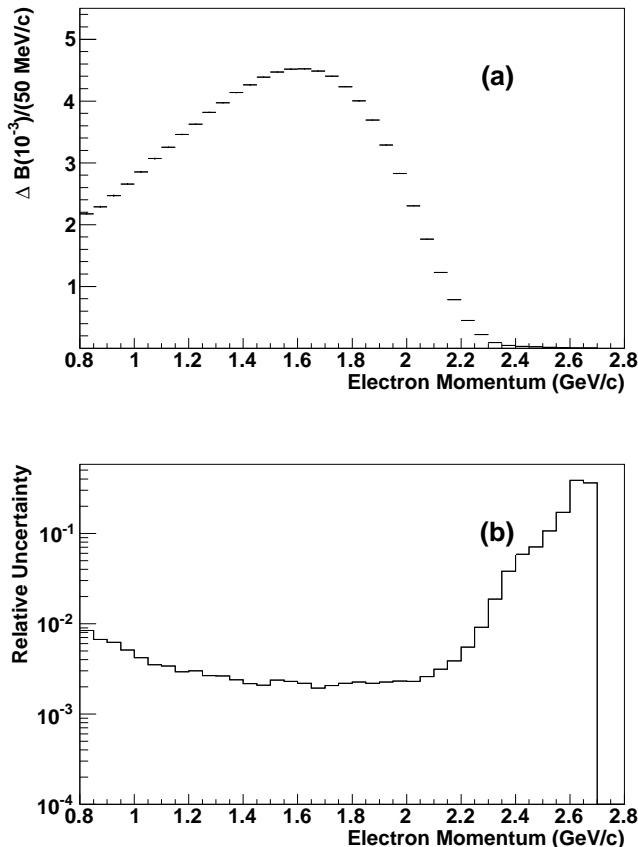 Δ B(10^-3)/(50 MeV/c)
5
4
3
2
1
(a)
0.8 1 1.2 1.4 1.6 1.8 2 2.2 2.4 2.6 2.8
Electron Momentum (GeV/c)
Relative Uncertainty
10^-1
10^-2
10^-3
10^-4
(b)
0.8 1 1.2 1.4 1.6 1.8 2 2.2 2.4 2.6 2.8
Electron Momentum (GeV/c)